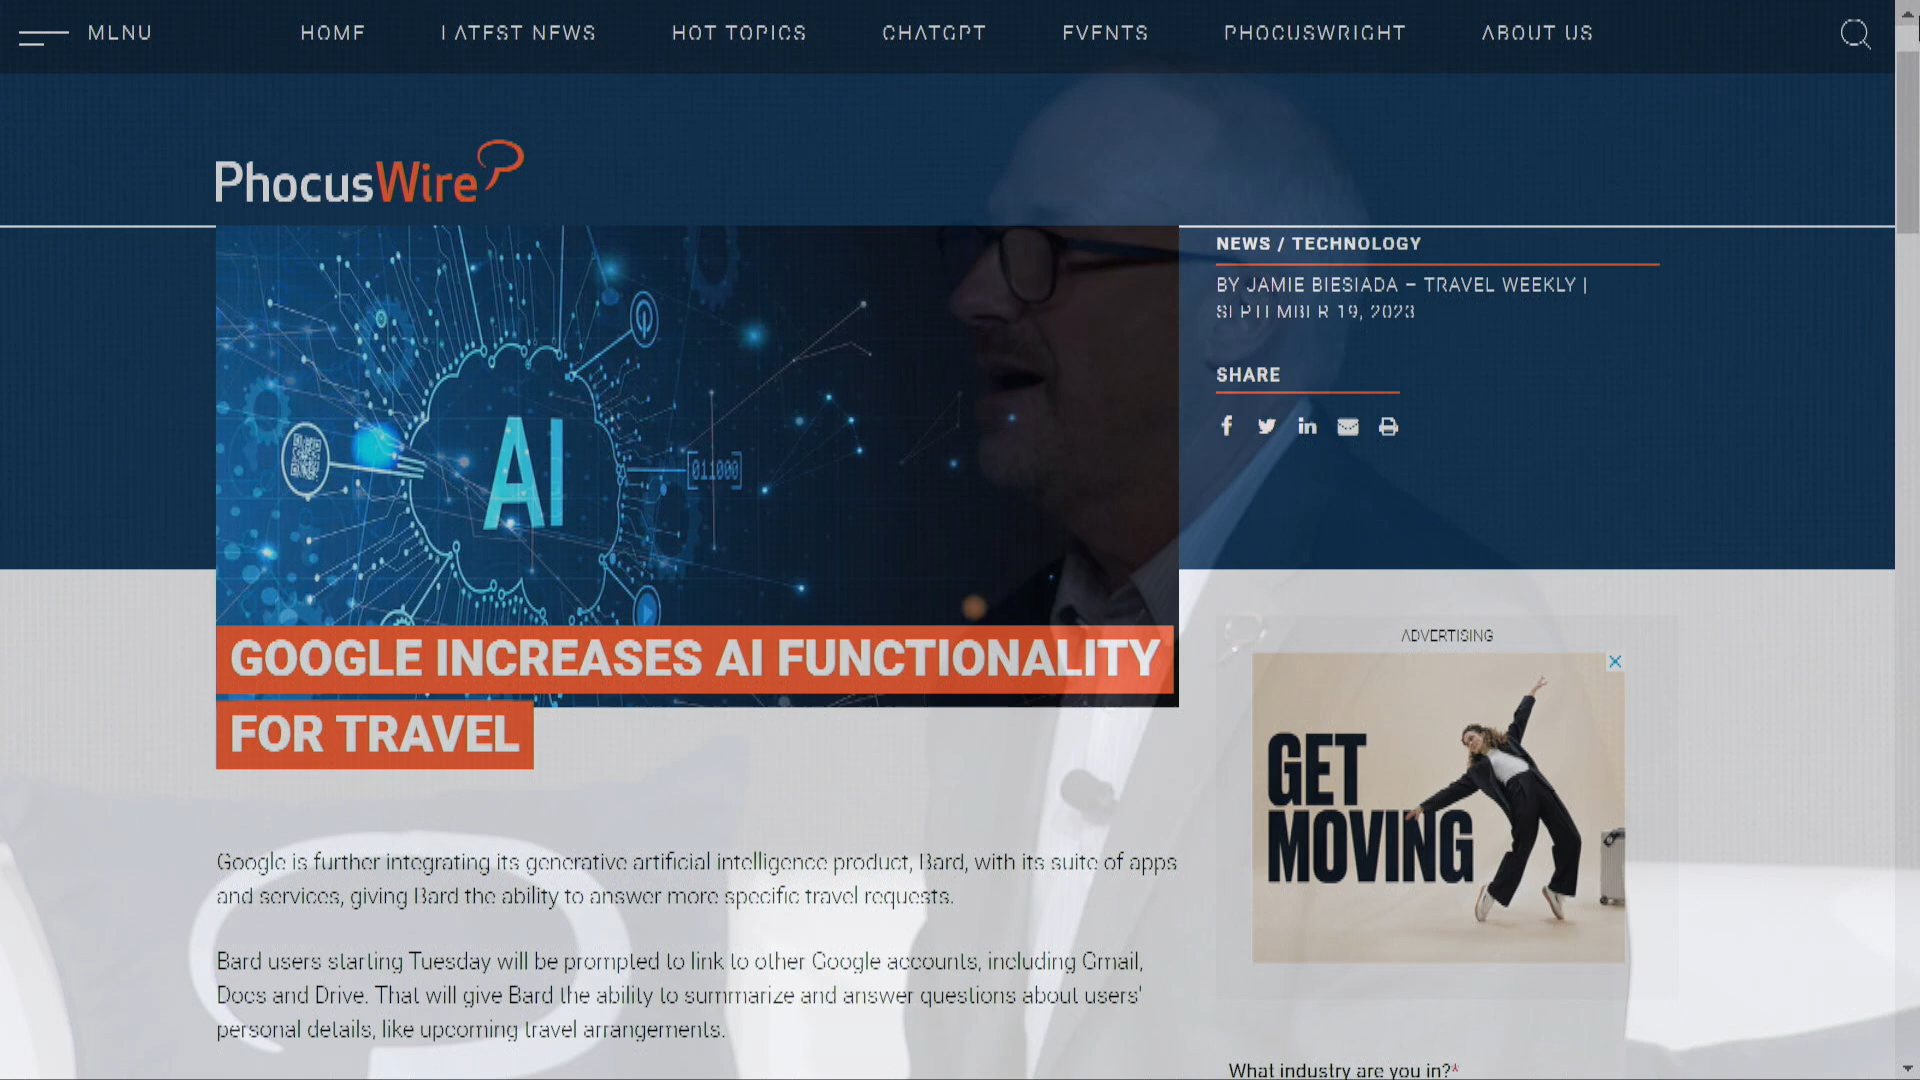 MENU
HOME
LATEST NEWS
HOT TOPICS
CHATGPT
EVENTS
PHOCUSWRIGHT
ABOUT US
PhocusWire
NEWS / TECHNOLOGY
BY JAMIE BIESIADA – TRAVEL WEEKLY |
SEPTEMBER 19, 2023
SHARE
AI
[011000]
GOOGLE INCREASES AI FUNCTIONALITY
FOR TRAVEL
ADVERTISING
GET
MOVING
Google is further integrating its generative artificial intelligence product, Bard, with its suite of apps
and services, giving Bard the ability to answer more specific travel requests.
Bard users starting Tuesday will be prompted to link to other Google accounts, including Gmail,
Docs and Drive. That will give Bard the ability to summarize and answer questions about users'
personal details, like upcoming travel arrangements.
What industry are you in?*